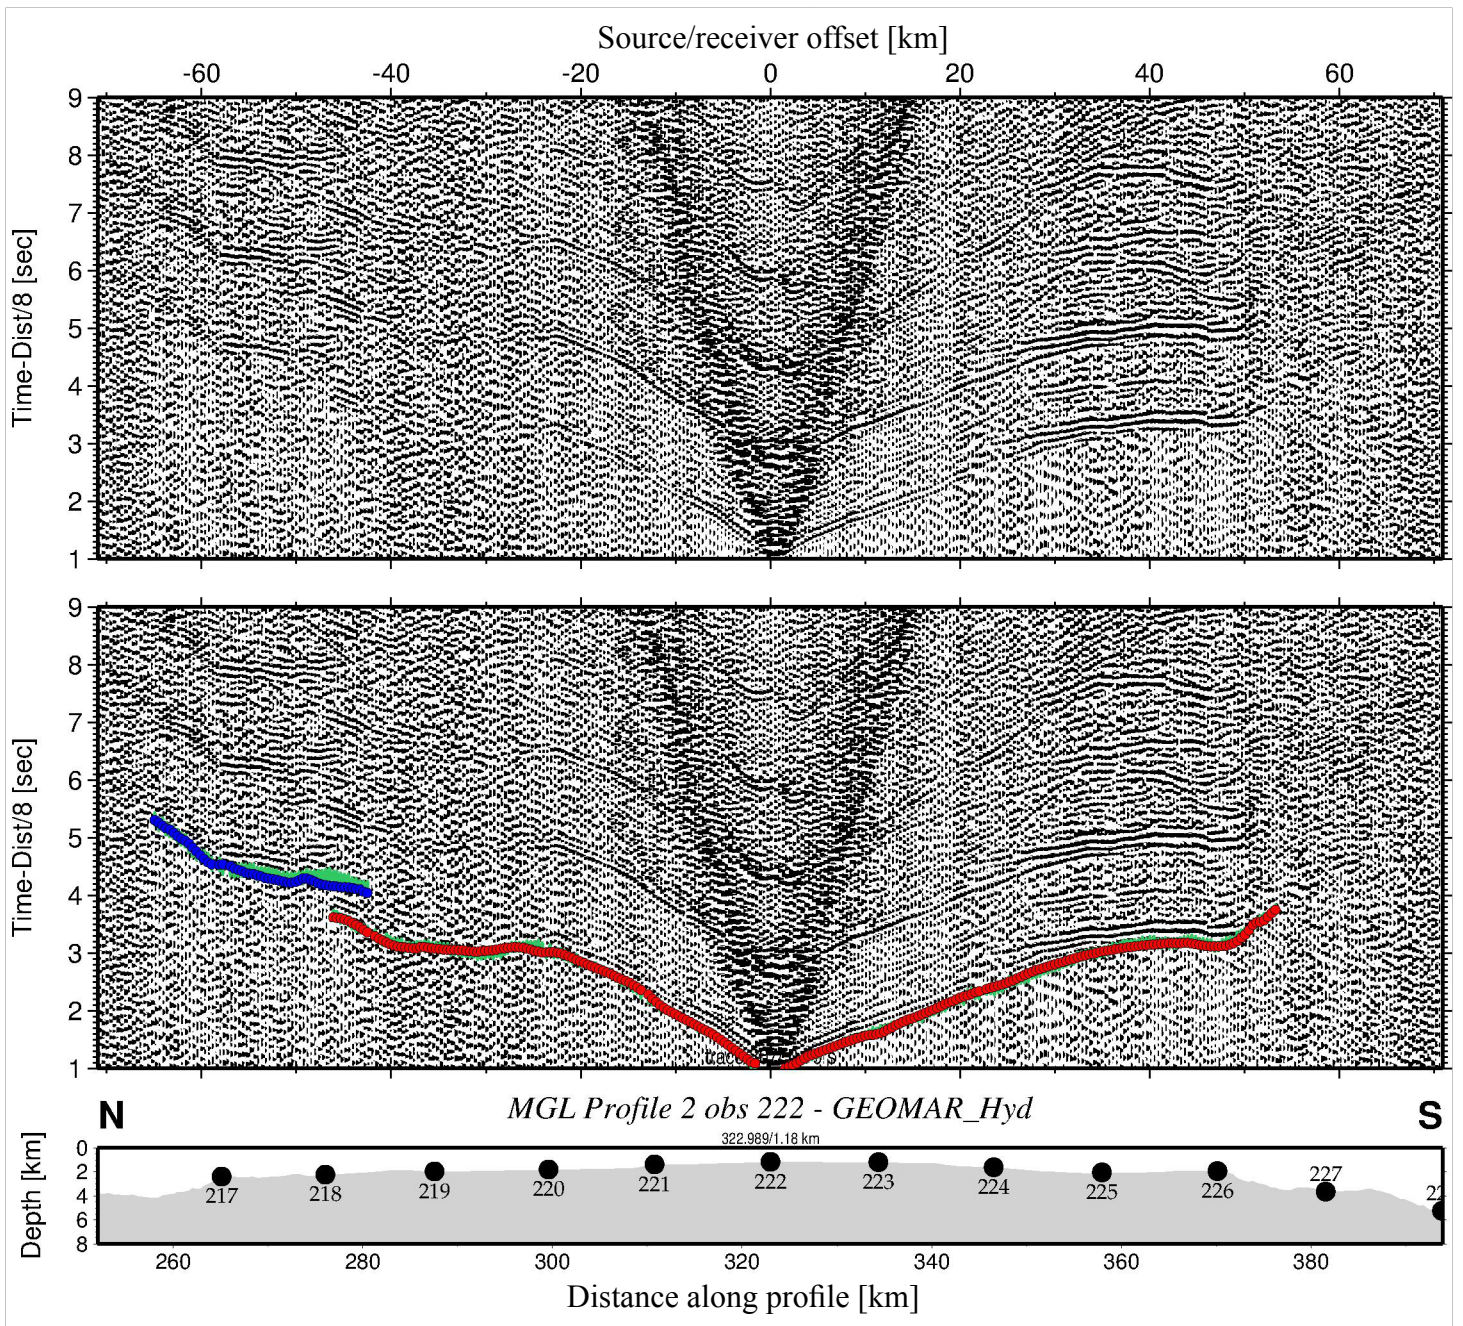 Source/receiver offset [km]
-60 -40 -20 0 20 40 60
Time-Dist/8 [sec]
9
8
7
6
5
4
3
2
1
Time-Dist/8 [sec]
9
8
7
6
5
4
3
2
1
N MGL Profile 2 obs 222 - GEOMAR_Hyd S
322.989/1.18 km
Depth [km]
0
2
4
6
8
217 218 219 220 221 222 223 224 225 226 227 22
260 280 300 320 340 360 380
Distance along profile [km]